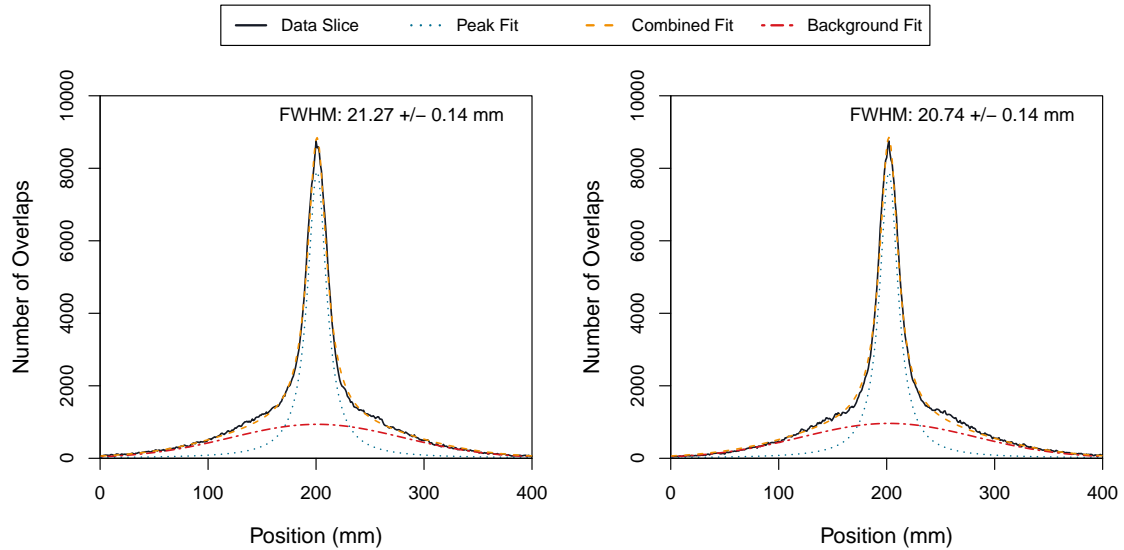 Data Slice Peak Fit Combined Fit Background Fit
FWHM: 21.27 +/− 0.14 mm
Number of Overlaps
0 2000 4000 6000 8000 10000
0 100 200 300 400
Position (mm)
FWHM: 20.74 +/− 0.14 mm
Number of Overlaps
0 2000 4000 6000 8000 10000
0 100 200 300 400
Position (mm)